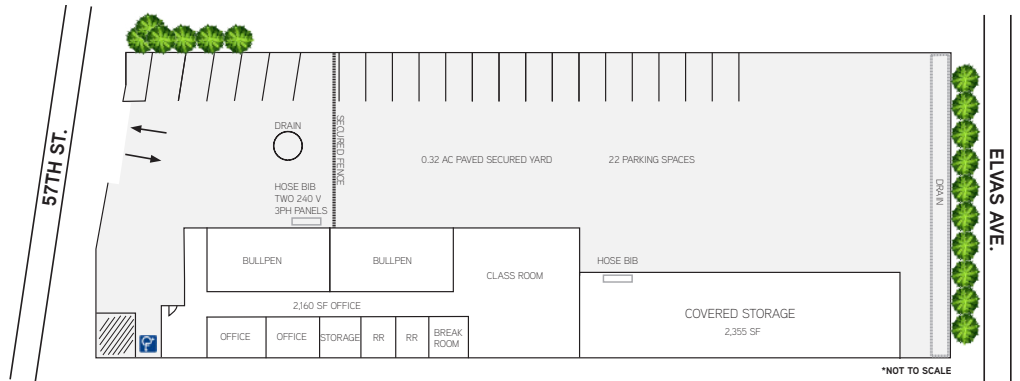 57TH ST.
DRAIN
SECURED FENCE
0.32 AC PAVED SECURED YARD
22 PARKING SPACES
HOSE BIB
TWO 240 V
3PH PANELS
DRAIN
ELVAS AVE.
BULLPEN
BULLPEN
CLASS ROOM
HOSE BIB
2,160 SF OFFICE
COVERED STORAGE
2,355 SF
OFFICE
OFFICE
STORAGE
RR
RR
BREAK
ROOM
*NOT TO SCALE